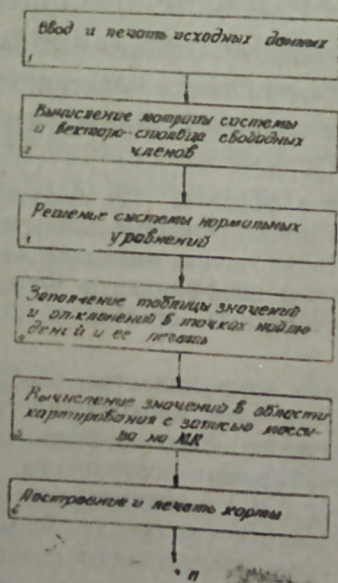 Ввод и печать исходных данных
1
Вычисление матрицы системы
и вектора-столбца свободных
членов
2
Решение системы нормальных
уравнений
Заполнение таблицы значений
и отклонений в точках наблю
дений и ее печать
Вычисление значений в области
картирования с записью масси-
ва на МК
5
Построение и печать карты
6
п